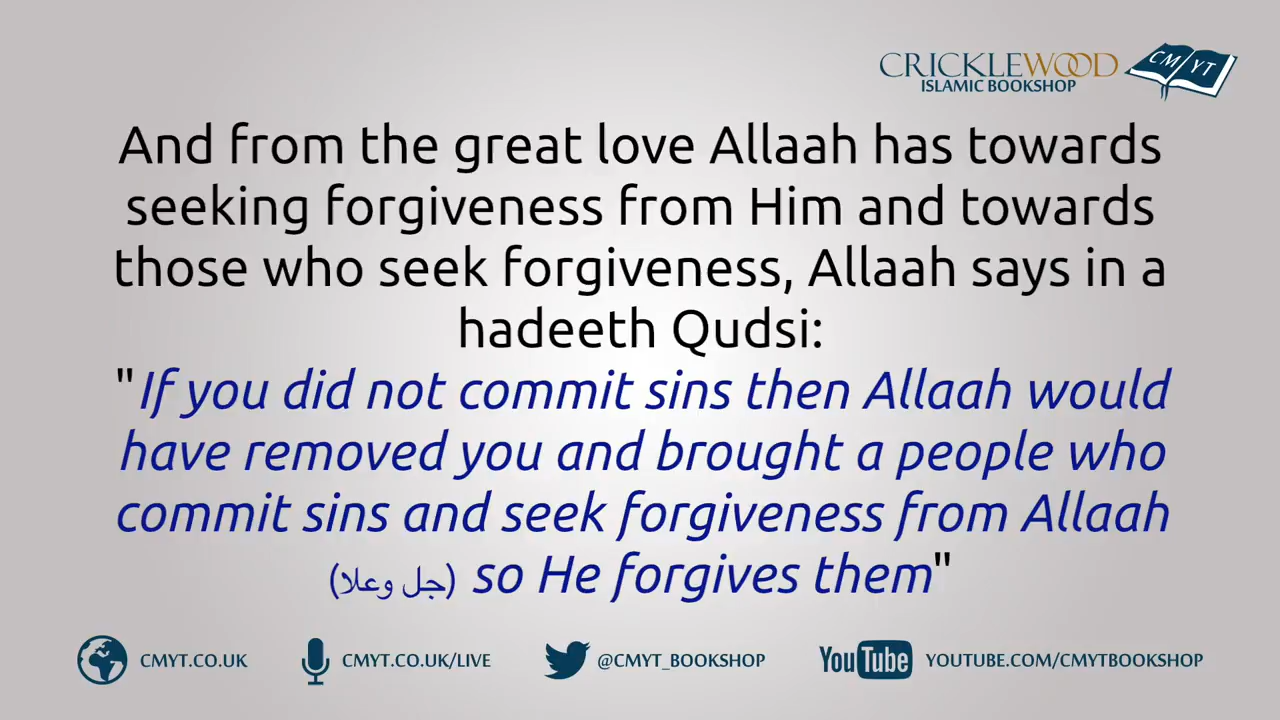 CRICKLEWOOD
ISLAMIC BOOKSHOP
CM YT
And from the great love Allaah has towards
seeking forgiveness from Him and towards
those who seek forgiveness, Allaah says in a
hadeeth Qudsi:
"If you did not commit sins then Allaah would
have removed you and brought a people who
commit sins and seek forgiveness from Allaah
(جل وعلا) so He forgives them"
CMYT.CO.UK
CMYT.CO.UK/LIVE
@CMYT_BOOKSHOP
YouTube
YOUTUBE.COM/CMYTBOOKSHOP